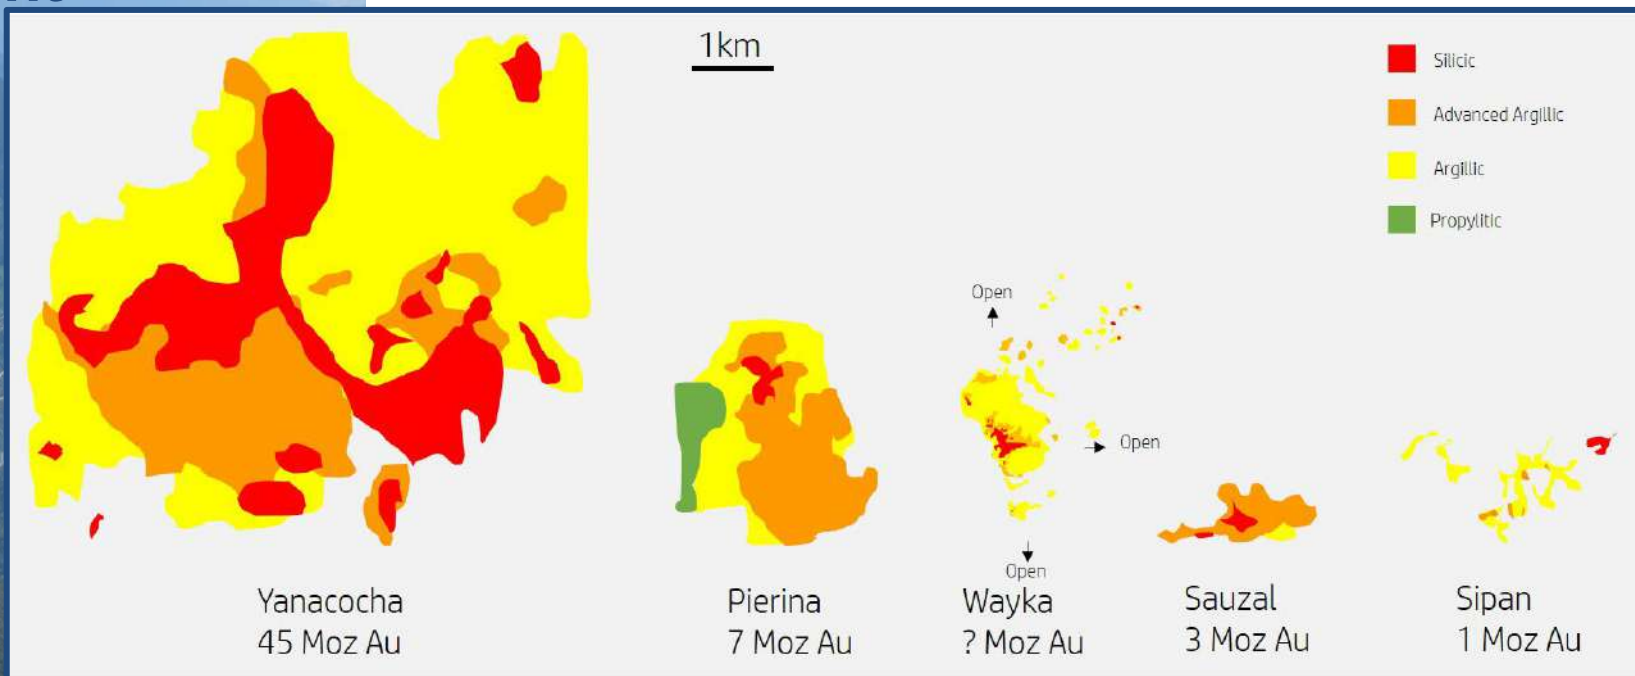 1km
Silicic
Advanced Argillic
Argillic
Propylitic
Open
Open
Open
Yanacocha
45 Moz Au
Pierina
7 Moz Au
Wayka
? Moz Au
Sauzal
3 Moz Au
Sipan
1 Moz Au